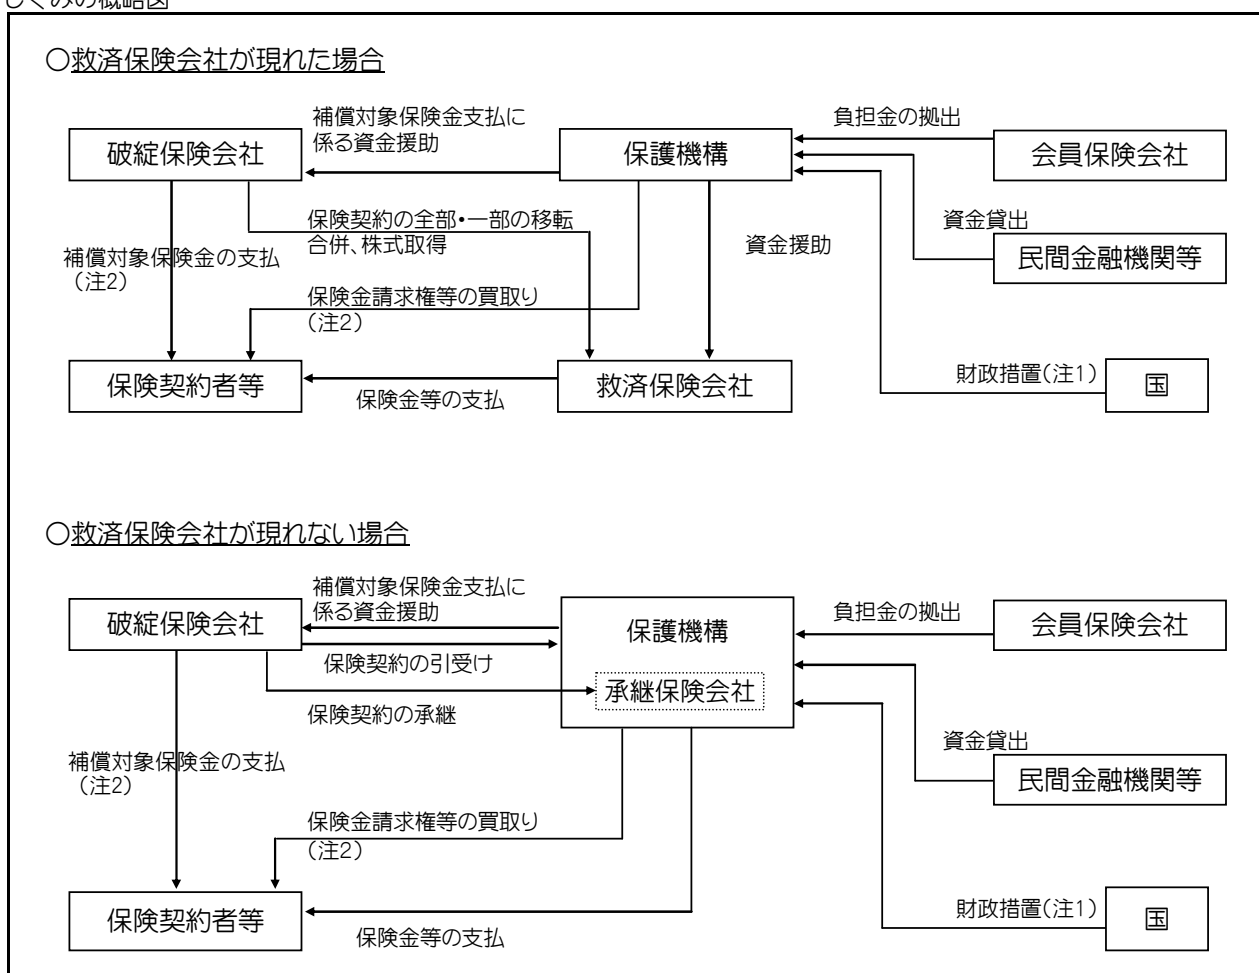 しくみの概略図
○救済保険会社が現れた場合
補償対象保険金支払に
係る資金援助
負担金の拠出
破綻保険会社
保護機構
会員保険会社
保険契約の全部・一部の移転
合併、株式取得
資金貸出
補償対象保険金の支払
（注2）
資金援助
民間金融機関等
保険金請求権等の買取り
（注2）
財政措置（注1）
国
保険契約者等
救済保険会社
保険金等の支払
○救済保険会社が現れない場合
補償対象保険金支払に
係る資金援助
負担金の拠出
破綻保険会社
保護機構
会員保険会社
保険契約の引受け
承継保険会社
保険契約の承継
資金貸出
補償対象保険金の支払
（注2）
民間金融機関等
保険金請求権等の買取り
（注2）
財政措置（注1）
国
保険契約者等
保険金等の支払